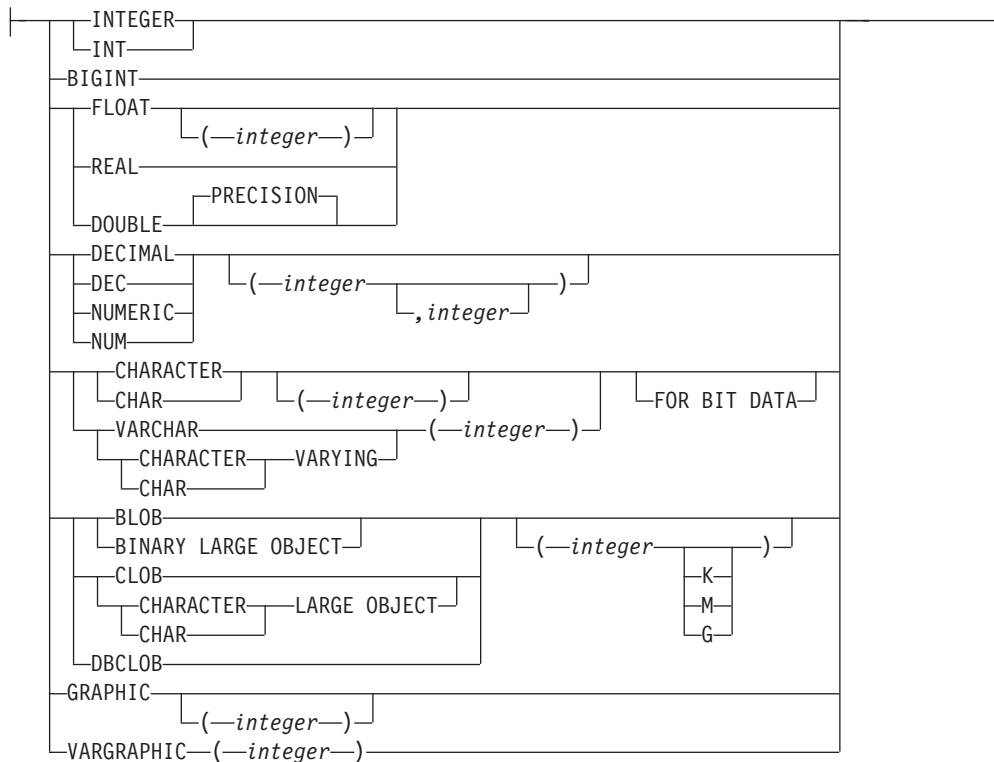 INTEGER
INT
BIGINT
FLOAT
(integer)
REAL
PRECISION
DOUBLE
DECIMAL
(integer )
DEC
,integer
NUMERIC
NUM
CHARACTER
CHAR
(integer)
FOR BIT DATA
VARCHAR (integer)
CHARACTER VARYING
CHAR
BLOB
BINARY LARGE OBJECT
(integer )
CLOB
K
CHARACTER LARGE OBJECT
M
CHAR
G
DBCLOB
GRAPHIC
(integer)
VARGRAPHIC (integer)